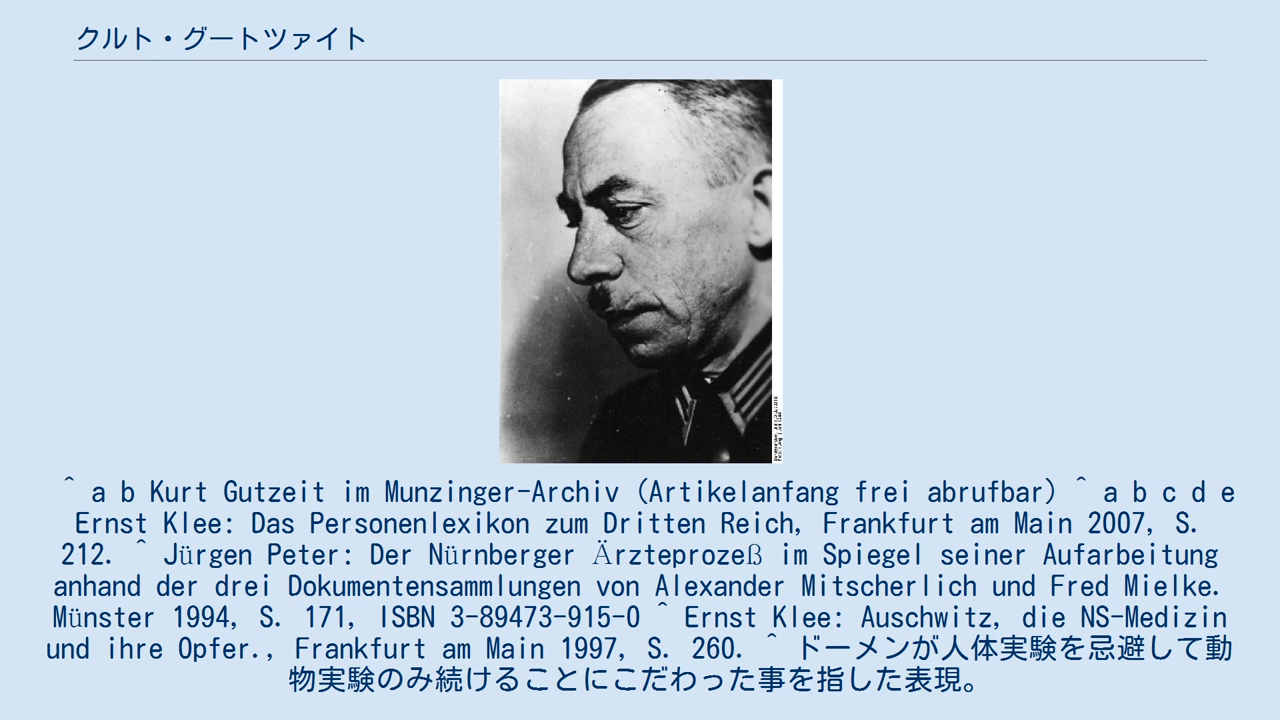 クルト・グートツァイト
^ a b Kurt Gutzeit im Munzinger-Archiv (Artikelanfang frei abrufbar) ^ a b c d e
Ernst Klee: Das Personenlexikon zum Dritten Reich, Frankfurt am Main 2007, S.
212. ^ Jürgen Peter: Der Nürnberger Ärzteprozeß im Spiegel seiner Aufarbeitung
anhand der drei Dokumentensammlungen von Alexander Mitscherlich und Fred Mielke.
Münster 1994, S. 171, ISBN 3-89473-915-0 ^ Ernst Klee: Auschwitz, die NS-Medizin
und ihre Opfer., Frankfurt am Main 1997, S. 260. ^ ドーメンが人体実験を忌避して動
物実験のみ続けることにこだわった事を指した表現。